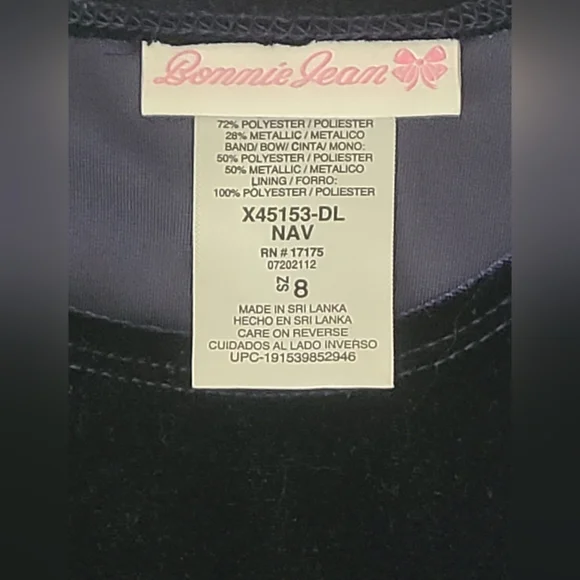 Bonnie Jean
72% POLYESTER / POLIESTER
28% METALLIC / METALICO
BAND/ BOW/ CINTA/ MONO:
50% POLYESTER / POLIESTER
50% METALLIC / METALICO
LINING / FORRO:
100% POLYESTER / POLIESTER
X45153-DL
NAV
RN # 17175
07202112
SZ 8
MADE IN SRI LANKA
HECHO EN SRI LANKA
CARE ON REVERSE
CUIDADOS AL LADO INVERSO
UPC-191539852946